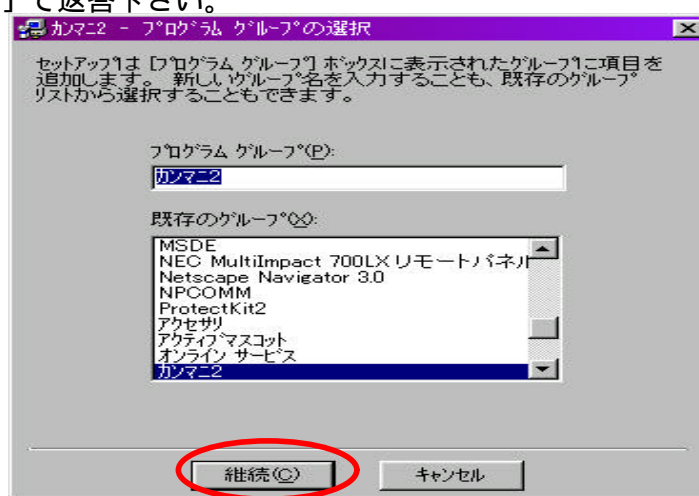 」で返答下さい。
カンマニ2 - プログラム グループの選択
セットアップは [プログラム グループ] ボックスに表示されたグループに項目を
追加します。 新しいグループ名を入力することも、既存のグループ
リストから選択することもできます。
プログラム グループ(P):
カンマニ2
既存のグループ(X):
MSDE
NEC MultiImpact 700LX リモートパネル
Netscape Navigator 3.0
NPCOMM
ProtectKit2
アクセサリ
アクティブマスコット
オンライン サービス
カンマニ2
継続(C)
キャンセル